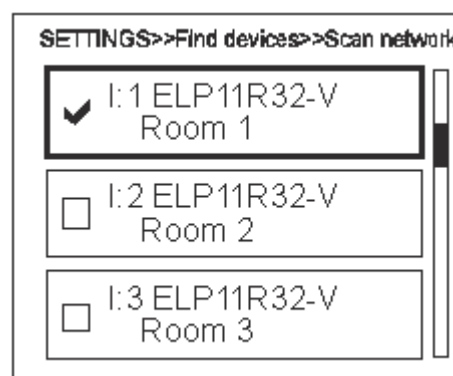 SETTINGS>>Find devices>>Scan network
I:1 ELP11R32-V
Room 1
I:2 ELP11R32-V
Room 2
I:3 ELP11R32-V
Room 3